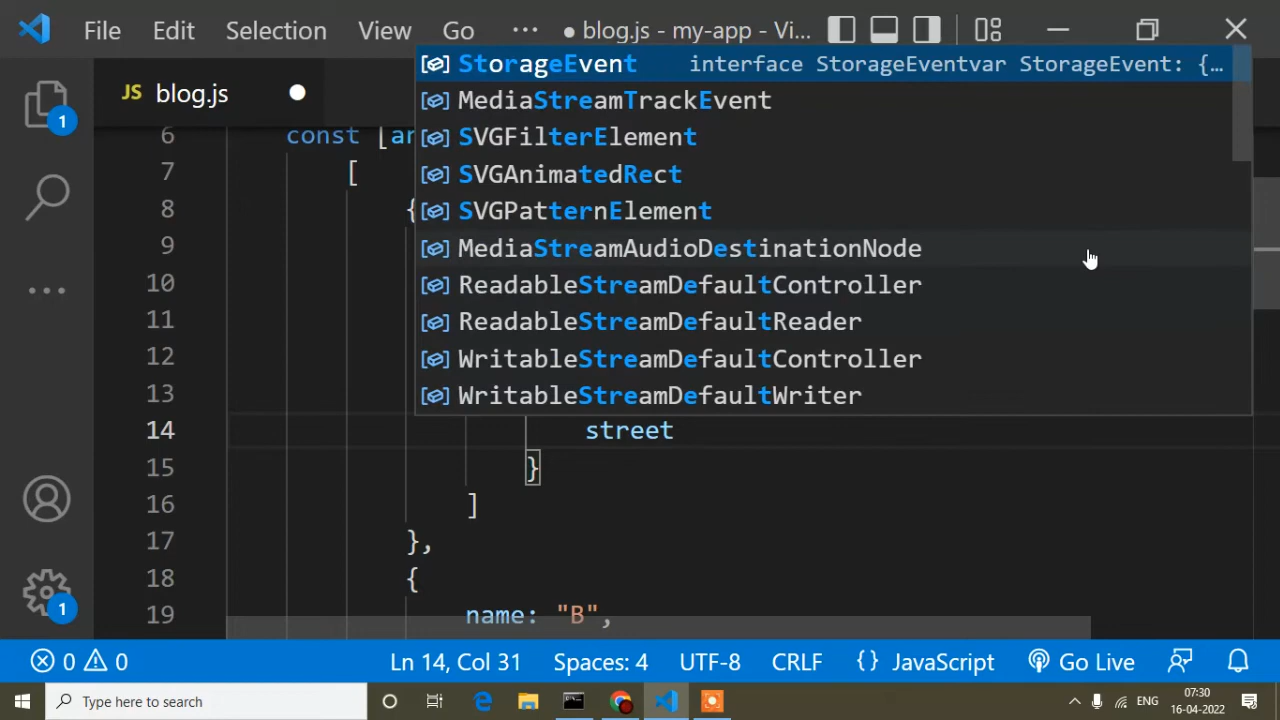 File Edit Selection View Go ··· ● blog.js - my-app - Vi...
JS blog.js ●
StorageEvent interface StorageEventvar StorageEvent: {…
MediaStreamTrackEvent
SVGFilterElement
SVGAnimatedRect
SVGPatternElement
MediaStreamAudioDestinationNode
ReadableStreamDefaultController
ReadableStreamDefaultReader
WritableStreamDefaultController
WritableStreamDefaultWriter
1
6 const [ar
7 [
8 {
9
10
11
12
13
14 street
15 }
16 ]
17 },
18 {
19 name: "B",
1
0 0 Ln 14, Col 31 Spaces: 4 UTF-8 CRLF {} JavaScript Go Live
Type here to search ENG 07:30
16-04-2022